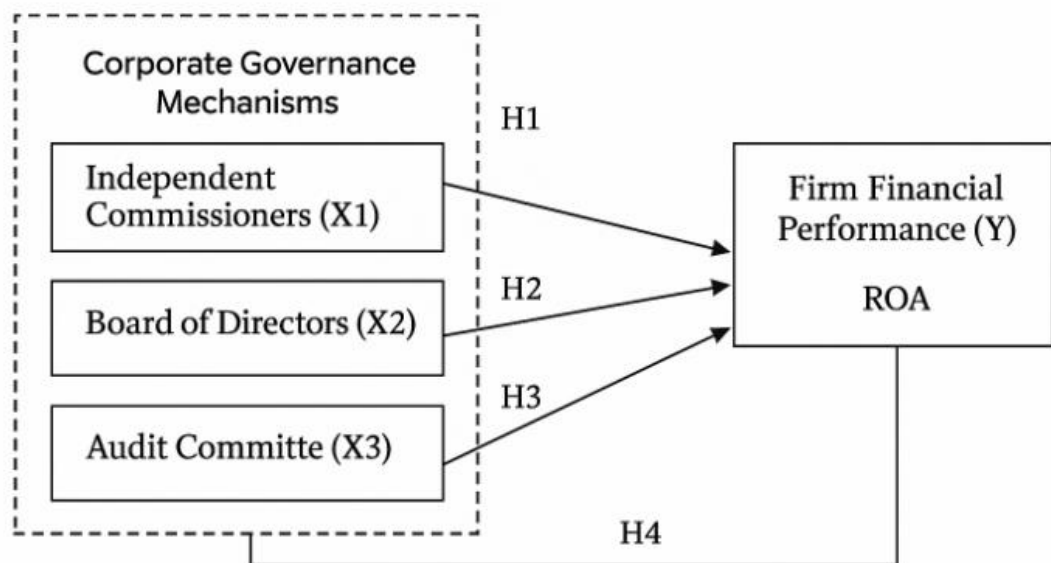 Corporate Governance
Mechanisms
Independent
Commissioners (X1)
Board of Directors (X2)
Audit Committe (X3)
H1
H2
H3
H4
Firm Financial
Performance (Y)
ROA